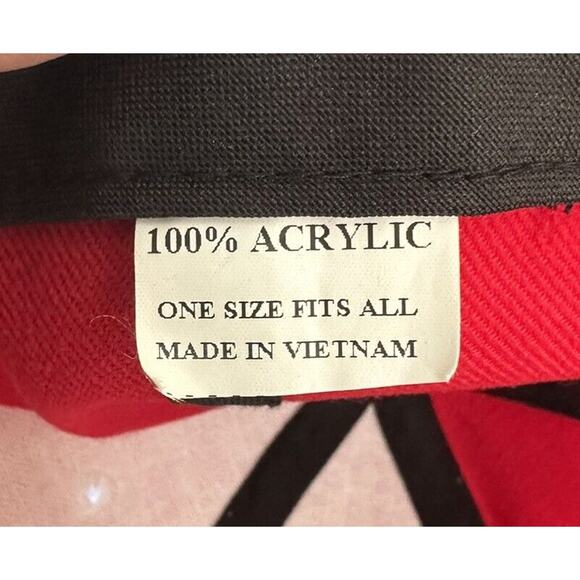 100% ACRYLIC
ONE SIZE FITS ALL
MADE IN VIETNAM